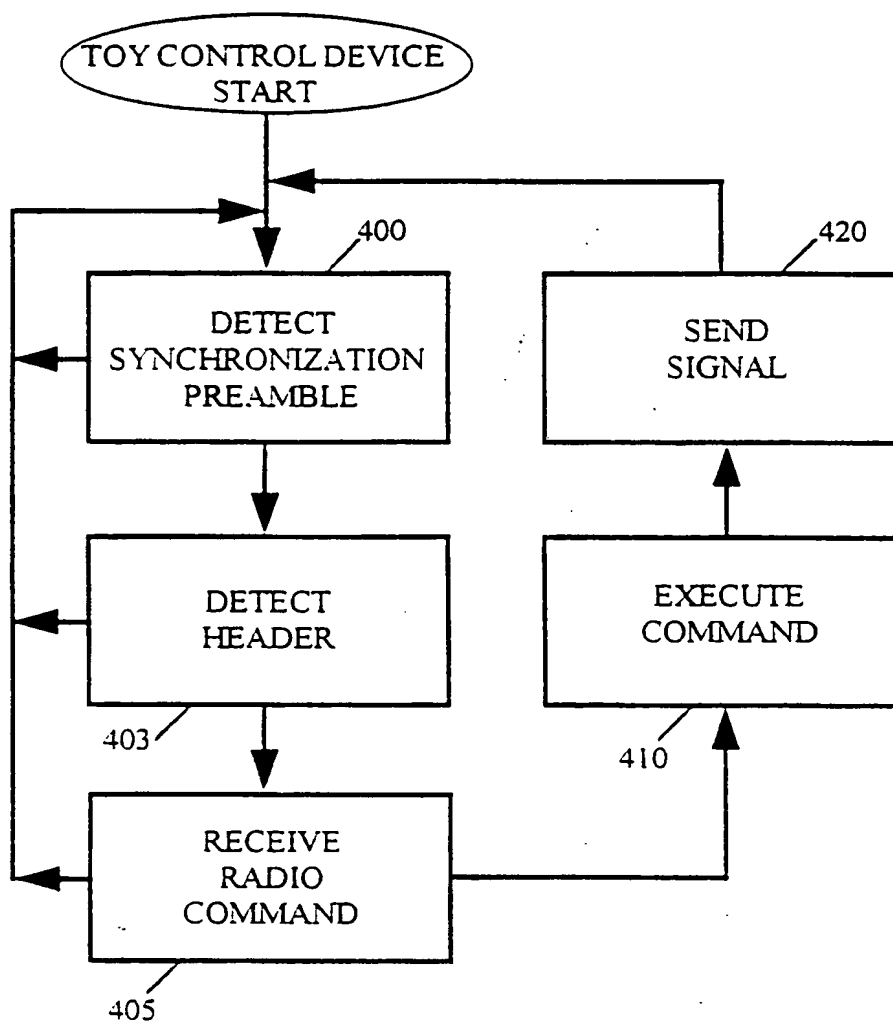 TOY CONTROL DEVICE
START
400
DETECT
SYNCHRONIZATION
PREAMBLE
DETECT
HEADER
403
RECEIVE
RADIO
COMMAND
405
420
SEND
SIGNAL
EXECUTE
COMMAND
410